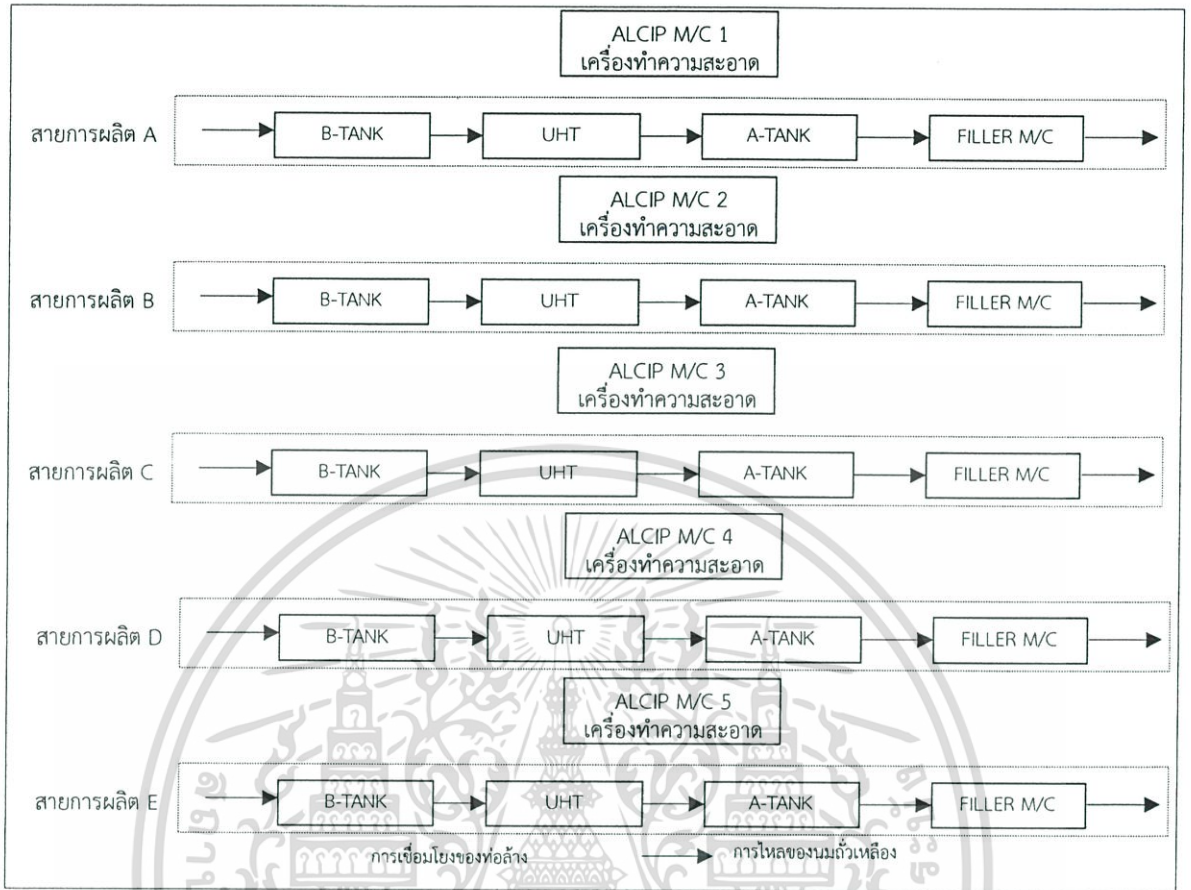 ALCIP M/C 1
เครื่องทำความสะอาด
สายการผลิต A B-TANK UHT A-TANK FILLER M/C
ALCIP M/C 2
เครื่องทำความสะอาด
สายการผลิต B B-TANK UHT A-TANK FILLER M/C
ALCIP M/C 3
เครื่องทำความสะอาด
สายการผลิต C B-TANK UHT A-TANK FILLER M/C
ALCIP M/C 4
เครื่องทำความสะอาด
สายการผลิต D B-TANK UHT A-TANK FILLER M/C
ALCIP M/C 5
เครื่องทำความสะอาด
สายการผลิต E B-TANK UHT A-TANK FILLER M/C
การเชื่อมโยงของท่อล้าง การไหลของนมถั่วเหลือง